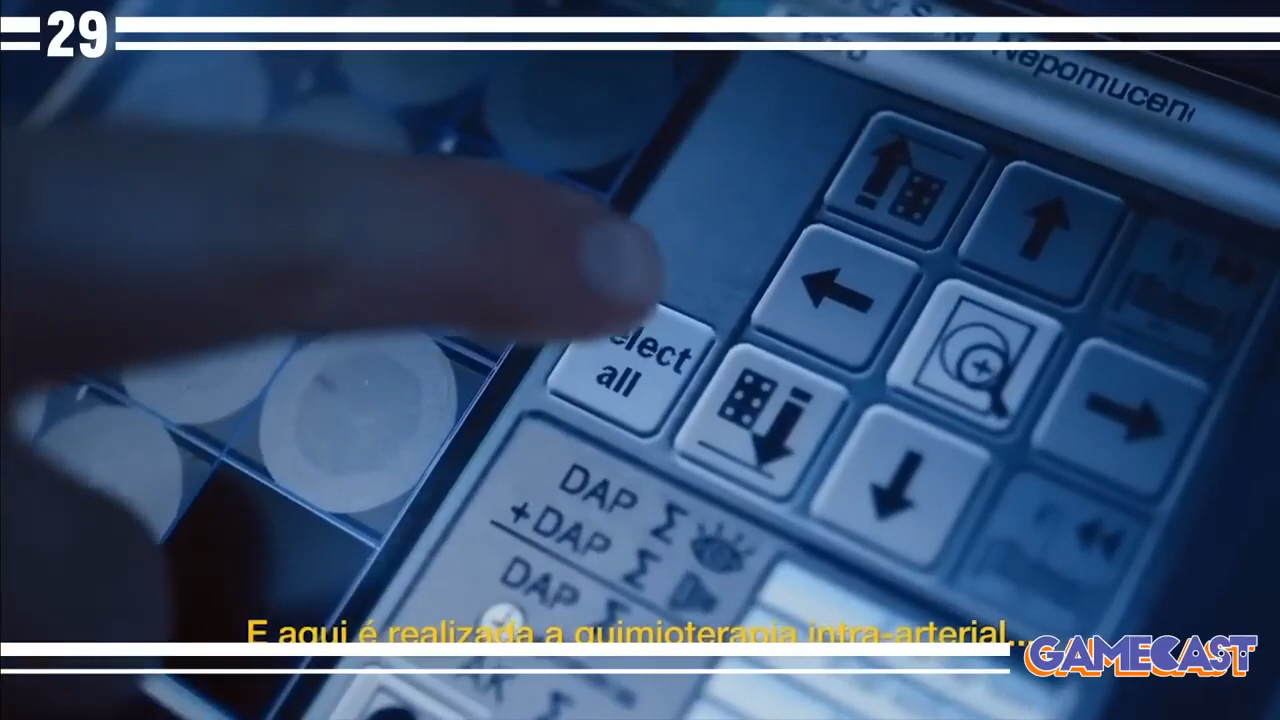 29
Nepomucen
elect
all
DAP Σ
+DAP Σ
DAP Σ
Σ
E aqui é realizada a quimioterapia intra-arterial...
GAMECAST